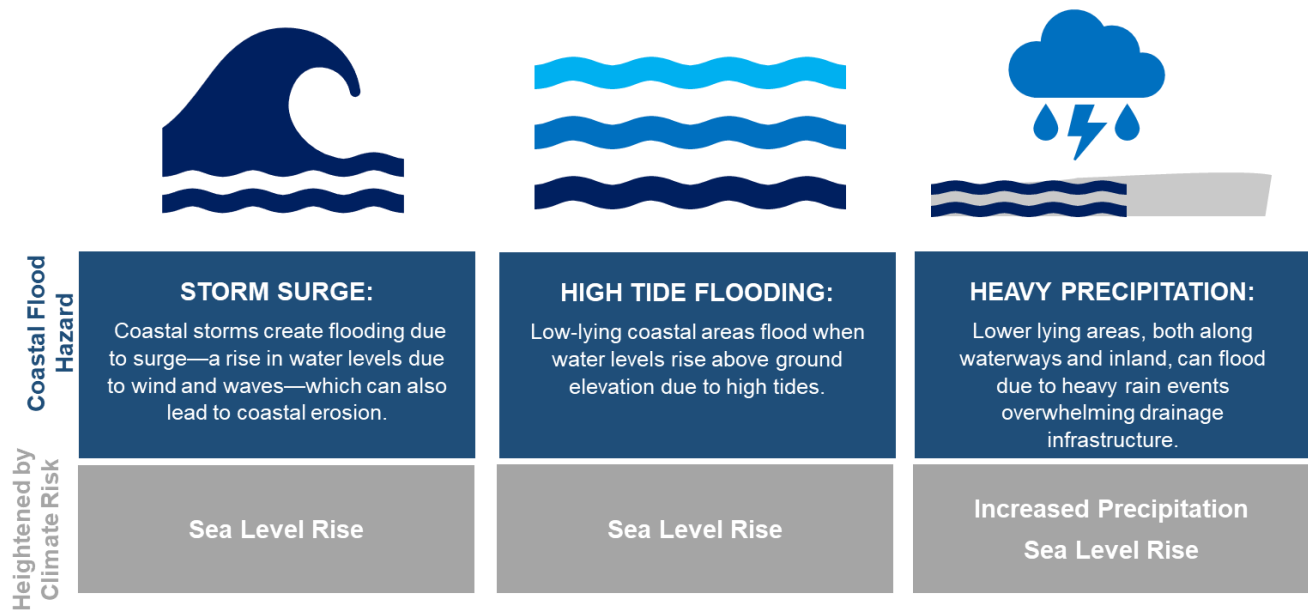 Coastal Flood
Hazard
STORM SURGE:
Coastal storms create flooding due
to surge—a rise in water levels due
to wind and waves—which can also
lead to coastal erosion.
HIGH TIDE FLOODING:
Low-lying coastal areas flood when
water levels rise above ground
elevation due to high tides.
HEAVY PRECIPITATION:
Lower lying areas, both along
waterways and inland, can flood
due to heavy rain events
overwhelming drainage
infrastructure.
Heightened by
Climate Risk
Sea Level Rise
Sea Level Rise
Increased Precipitation
Sea Level Rise